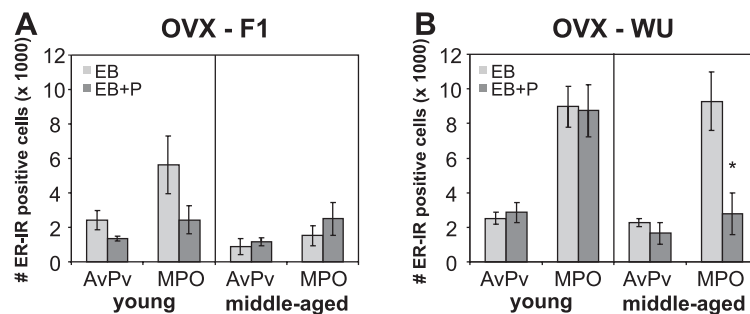 A OVX - F1
# ER-IR positive cells (x 1000)
12
10
8
6
4
2
0
EB
EB+P
AvPv MPO AvPv MPO
young middle-aged
B OVX - WU
# ER-IR positive cells (x 1000)
12
10
8
6
4
2
0
EB
EB+P
*
AvPv MPO AvPv MPO
young middle-aged